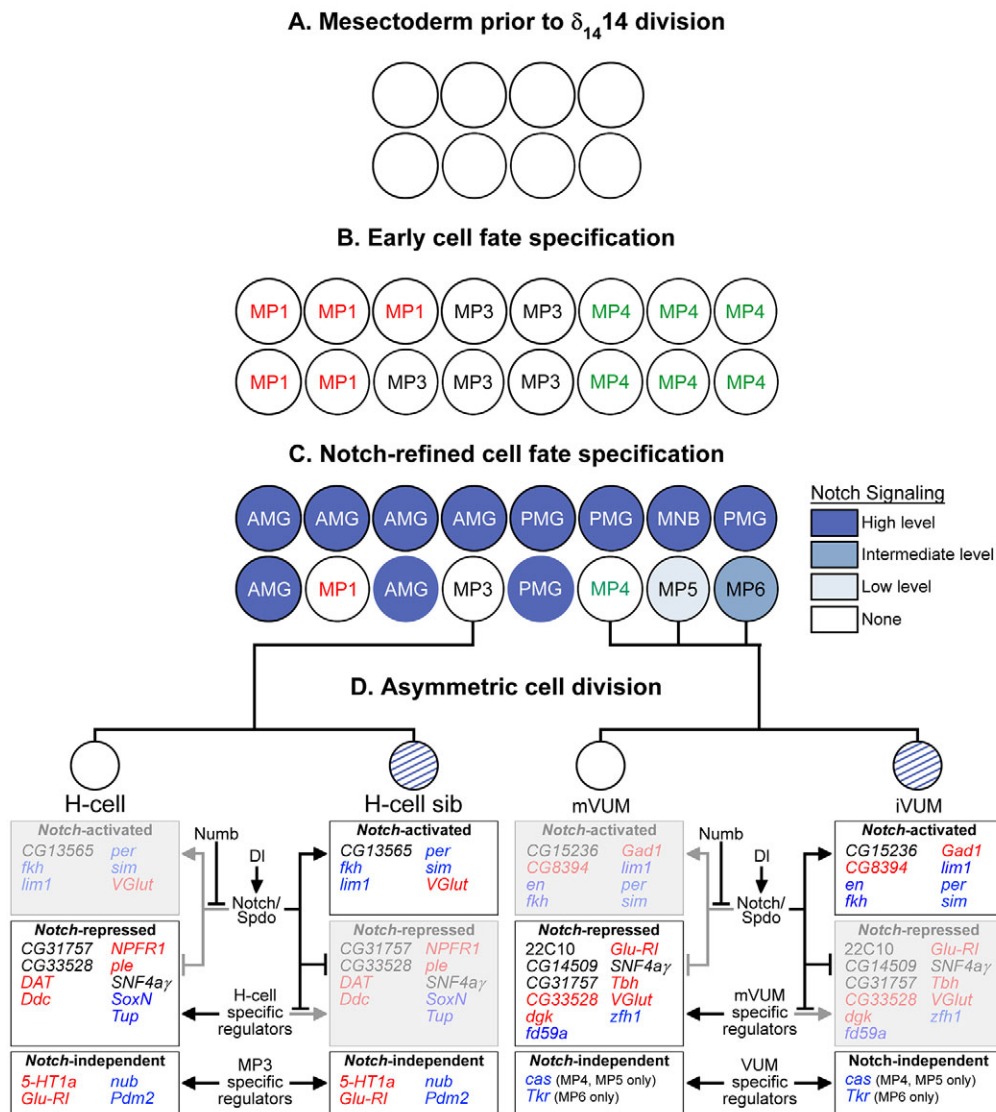 A. Mesectoderm prior to δ₁₄14 division
B. Early cell fate specification
MP1 MP1 MP1 MP3 MP3 MP4 MP4 MP4
MP1 MP1 MP3 MP3 MP3 MP4 MP4 MP4
C. Notch-refined cell fate specification
AMG AMG AMG AMG PMG PMG MNB PMG
AMG MP1 AMG MP3 PMG MP4 MP5 MP6
Notch Signaling
High level
Intermediate level
Low level
None
D. Asymmetric cell division
H-cell
Notch-activated
CG13565 per
fkh sim
lim1 VGlut
Notch-repressed
CG31757 NPFR1
CG33528 ple
DAT SNF4aγ
Ddc SoxN
Tup
Notch-independent
5-HT1a nub
Glu-RI Pdm2
Numb
Dl
Notch/
Spdo
H-cell
specific
regulators
MP3
specific
regulators
H-cell sib
Notch-activated
CG13565 per
fkh sim
lim1 VGlut
Notch-repressed
CG31757 NPFR1
CG33528 ple
DAT SNF4aγ
Ddc SoxN
Tup
Notch-independent
5-HT1a nub
Glu-RI Pdm2
mVUM
Notch-activated
CG15236 Gad1
CG8394 lim1
en per
fkh sim
Notch-repressed
22C10 Glu-RI
CG14509 SNF4aγ
CG31757 Tbh
CG33528 VGlut
dgk zfh1
fd59a
Notch-independent
cas (MP4, MP5 only)
Tkr (MP6 only)
Numb
Dl
Notch/
Spdo
mVUM
specific
regulators
VUM
specific
regulators
iVUM
Notch-activated
CG15236 Gad1
CG8394 lim1
en per
fkh sim
Notch-repressed
22C10 Glu-RI
CG14509 SNF4aγ
CG31757 Tbh
CG33528 VGlut
dgk zfh1
fd59a
Notch-independent
cas (MP4, MP5 only)
Tkr (MP6 only)